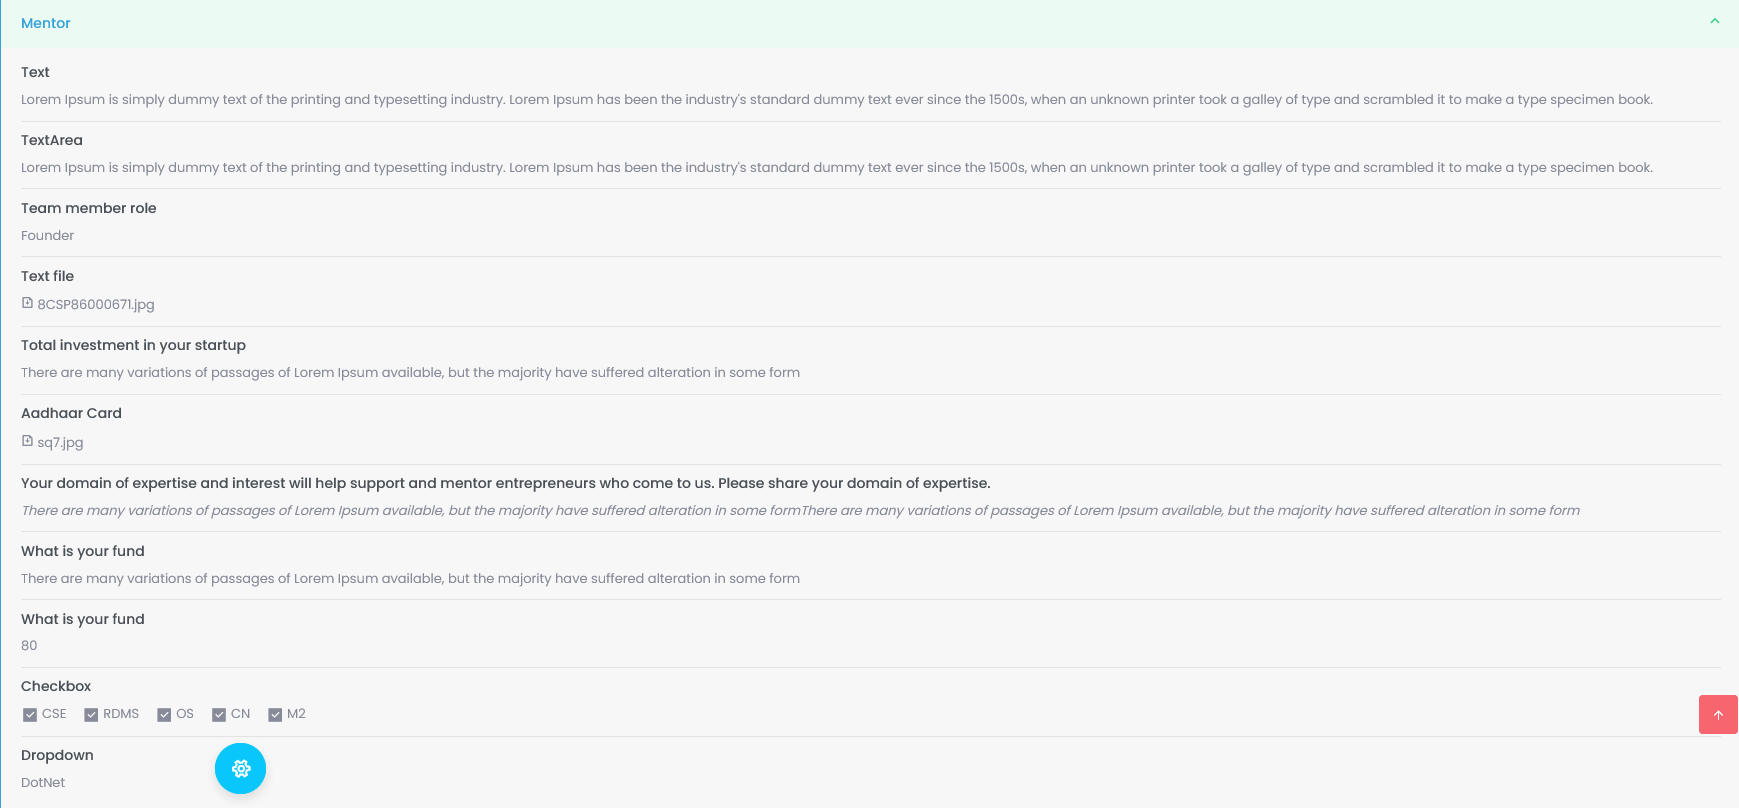 Mentor
Text
Lorem Ipsum is simply dummy text of the printing and typesetting industry. Lorem Ipsum has been the industry's standard dummy text ever since the 1500s, when an unknown printer took a galley of type and scrambled it to make a type specimen book.
TextArea
Lorem Ipsum is simply dummy text of the printing and typesetting industry. Lorem Ipsum has been the industry's standard dummy text ever since the 1500s, when an unknown printer took a galley of type and scrambled it to make a type specimen book.
Team member role
Founder
Text file
8CSP86000671.jpg
Total investment in your startup
There are many variations of passages of Lorem Ipsum available, but the majority have suffered alteration in some form
Aadhaar Card
sq7.jpg
Your domain of expertise and interest will help support and mentor entrepreneurs who come to us. Please share your domain of expertise.
There are many variations of passages of Lorem Ipsum available, but the majority have suffered alteration in some formThere are many variations of passages of Lorem Ipsum available, but the majority have suffered alteration in some form
What is your fund
There are many variations of passages of Lorem Ipsum available, but the majority have suffered alteration in some form
What is your fund
80
Checkbox
CSE RDMS OS CN M2
Dropdown
DotNet